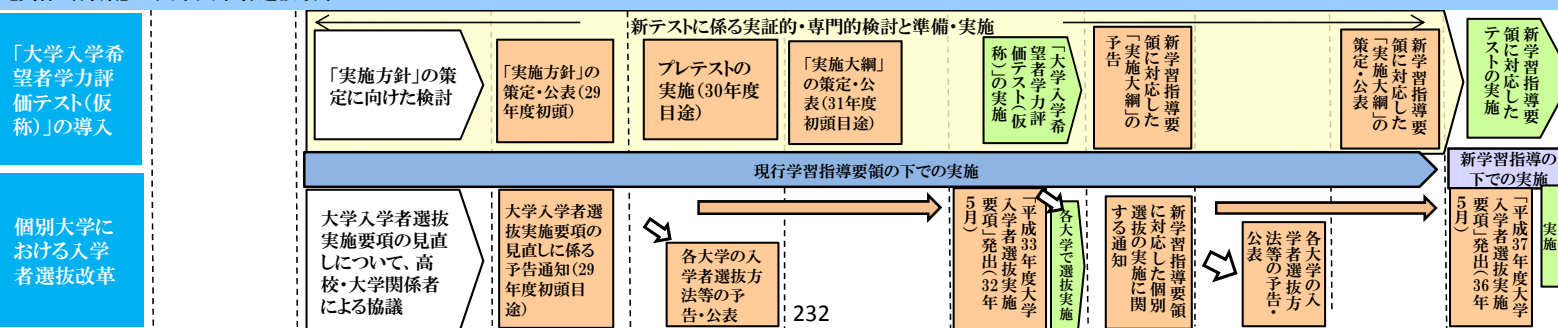 新テストに係る実証的・専門的検討と準備・実施
「大学入学希
望者学力評
価テスト(仮
称)」の導入
「実施方針」の策
定に向けた検討
「実施方針」の
策定・公表(29
年度初頭)
プレテストの
実施(30年度
目途)
「実施大綱」
の策定・公
表(31年度
初頭目途)
「大学入学希
望者学力評
価テスト(仮
称)」の実施
新学習指導要
領に対応した
「実施大綱」の
予告
新学習指導要
領に対応した
「実施大綱」の
策定・公表
新学習指導要
領に対応した
テストの実施
現行学習指導要領の下での実施
新学習指導の
下での実施
個別大学に
おける入学
者選抜改革
大学入学者選抜
実施要項の見直
しについて、高
校・大学関係者
による協議
大学入学者選
抜実施要項の
見直しに係る
予告通知(29
年度初頭目
途)
各大学の入
学者選抜方
法等の予
告・公表
「平成33年度大学
入学者選抜実施
要項」発出(32年
5月)
各大学で選抜実施
新学習指導要領
に対応した個別
選抜の実施に関
する通知
各大学の入
学者選抜方
法等の予告・
公表
「平成37年度大学
入学者選抜実施
要項」発出(36年
5月)
実施
232